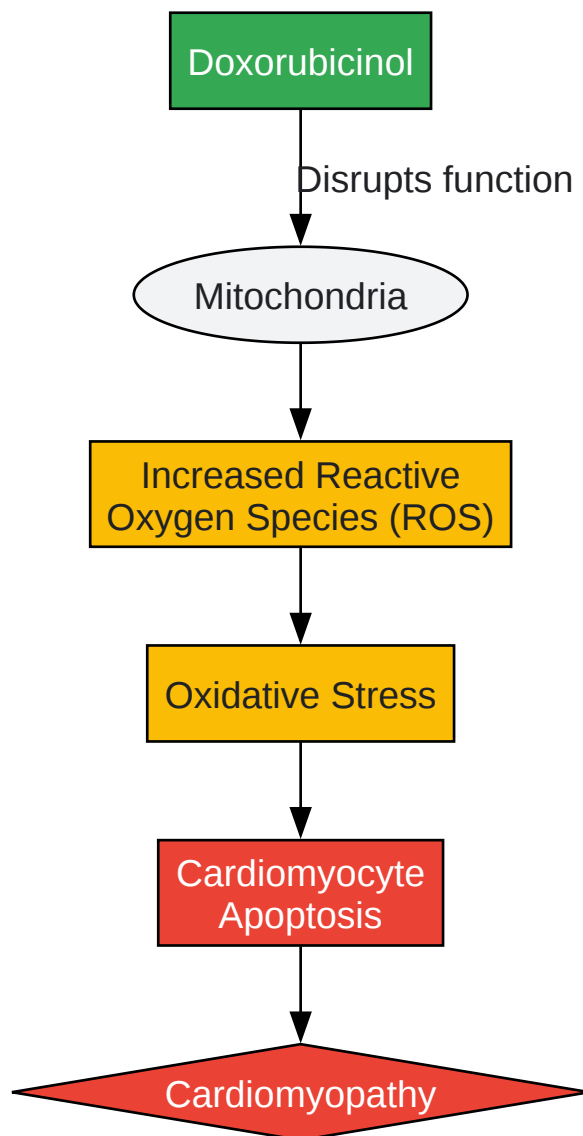 Doxorubicinol
Disrupts function
Mitochondria
Increased Reactive
Oxygen Species (ROS)
Oxidative Stress
Cardiomyocyte
Apoptosis
Cardiomyopathy